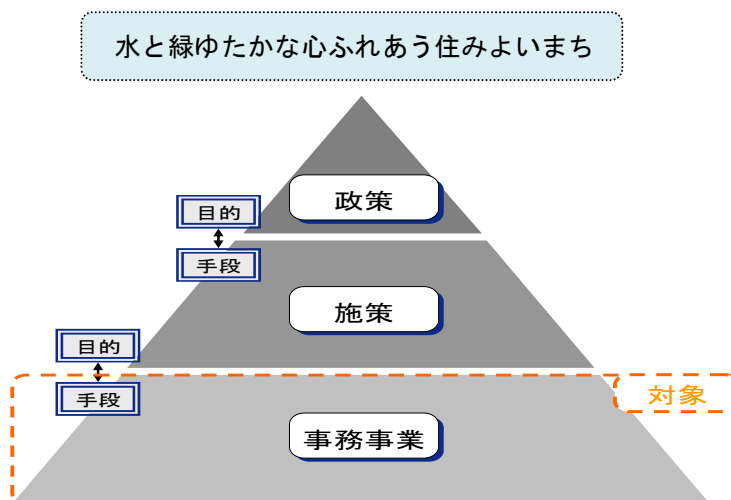 水と緑ゆたかな心ふれあう住みよいまち
政策
目的
手段
施策
目的
手段
対象
事務事業